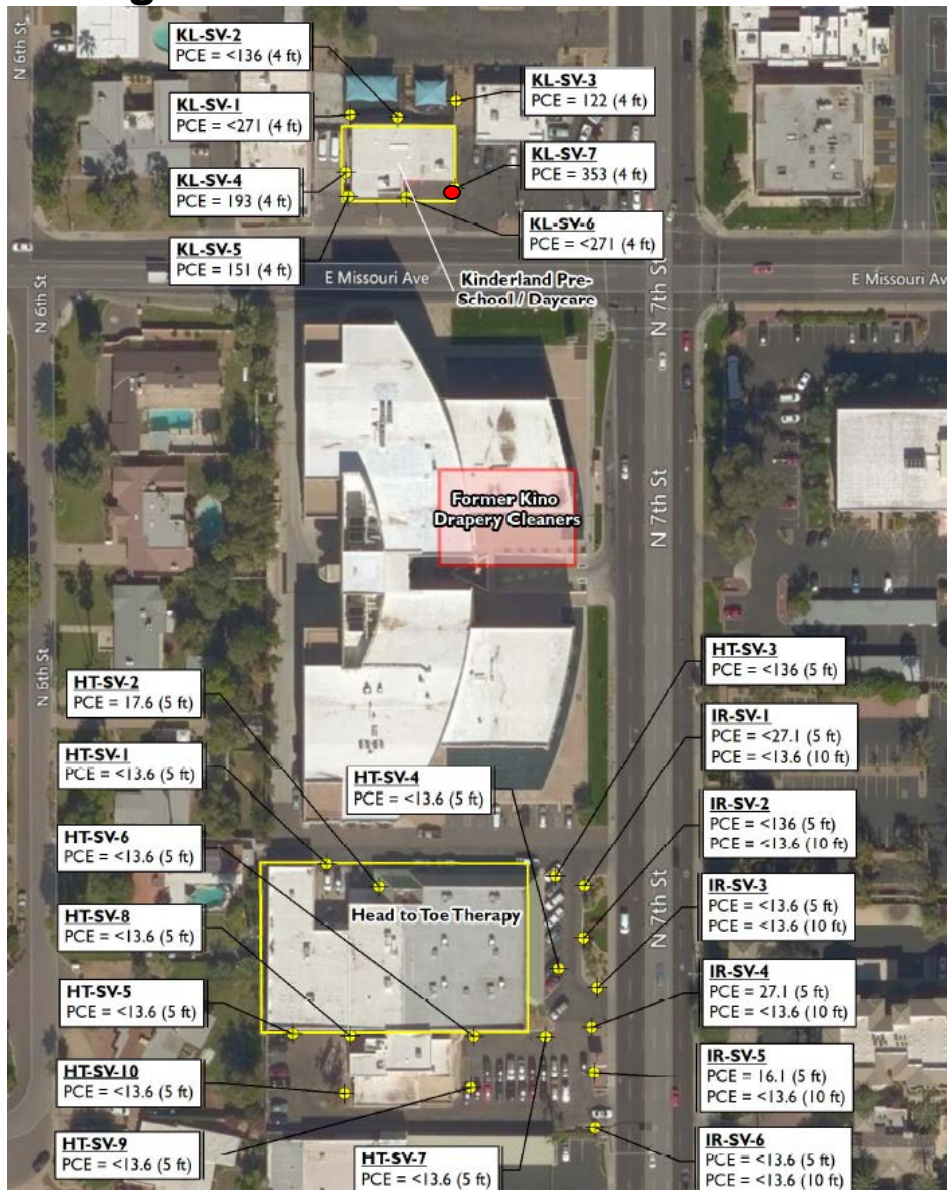 g
N 6th St
KL-SV-2
PCE = <136 (4 ft)
KL-SV-3
PCE = 122 (4 ft)
KL-SV-1
PCE = <271 (4 ft)
KL-SV-7
PCE = 353 (4 ft)
KL-SV-4
PCE = 193 (4 ft)
KL-SV-6
PCE = <271 (4 ft)
KL-SV-5
PCE = 151 (4 ft)
E Missouri Ave
Kinderland Pre-
School / Daycare
N 7th St
E Missouri Av
N 6th St
N 7th St
Former Kino
Drapery Cleaners
N 6th St
HT-SV-3
PCE = <136 (5 ft)
HT-SV-2
PCE = 17.6 (5 ft)
IR-SV-1
PCE = <27.1 (5 ft)
PCE = <13.6 (10 ft)
HT-SV-1
PCE = <13.6 (5 ft)
HT-SV-4
PCE = <13.6 (5 ft)
IR-SV-2
PCE = <136 (5 ft)
PCE = <13.6 (10 ft)
HT-SV-6
PCE = <13.6 (5 ft)
IR-SV-3
PCE = <13.6 (5 ft)
PCE = <13.6 (10 ft)
N 7th St
Head to Toe Therapy
HT-SV-8
PCE = <13.6 (5 ft)
IR-SV-4
PCE = 27.1 (5 ft)
PCE = <13.6 (10 ft)
HT-SV-5
PCE = <13.6 (5 ft)
IR-SV-5
PCE = 16.1 (5 ft)
PCE = <13.6 (10 ft)
HT-SV-10
PCE = <13.6 (5 ft)
HT-SV-9
PCE = <13.6 (5 ft)
HT-SV-7
PCE = <13.6 (5 ft)
IR-SV-6
PCE = <13.6 (5 ft)
PCE = <13.6 (10 ft)